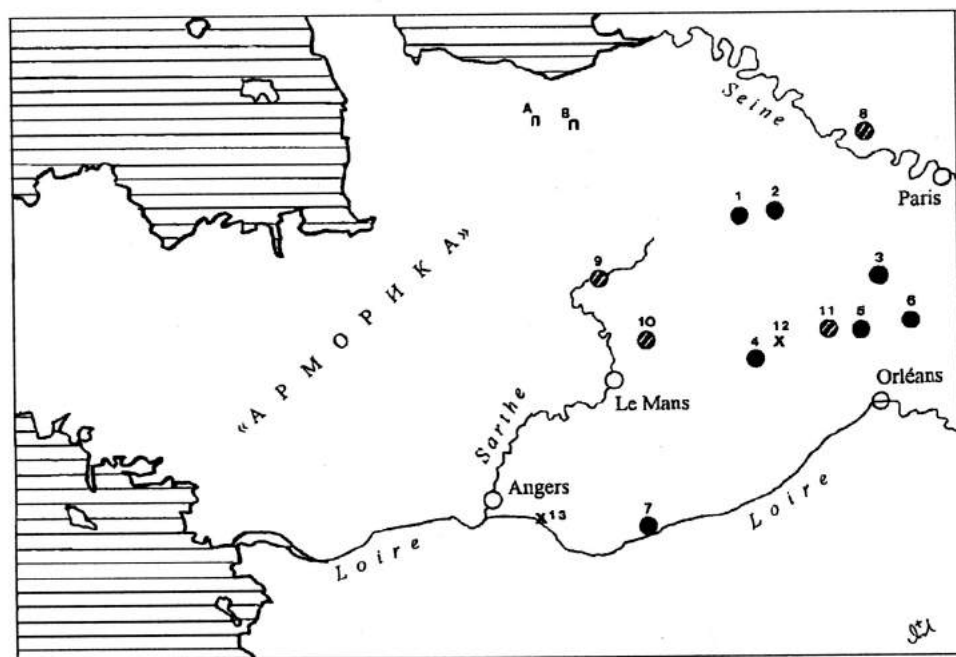 A
B
Seine
8
Paris
1
2
3
9
«АРМОРИКА»
10
12
11
5
6
4
Orléans
Le Mans
Sarthe
Angers
13
7
Loire
Loire